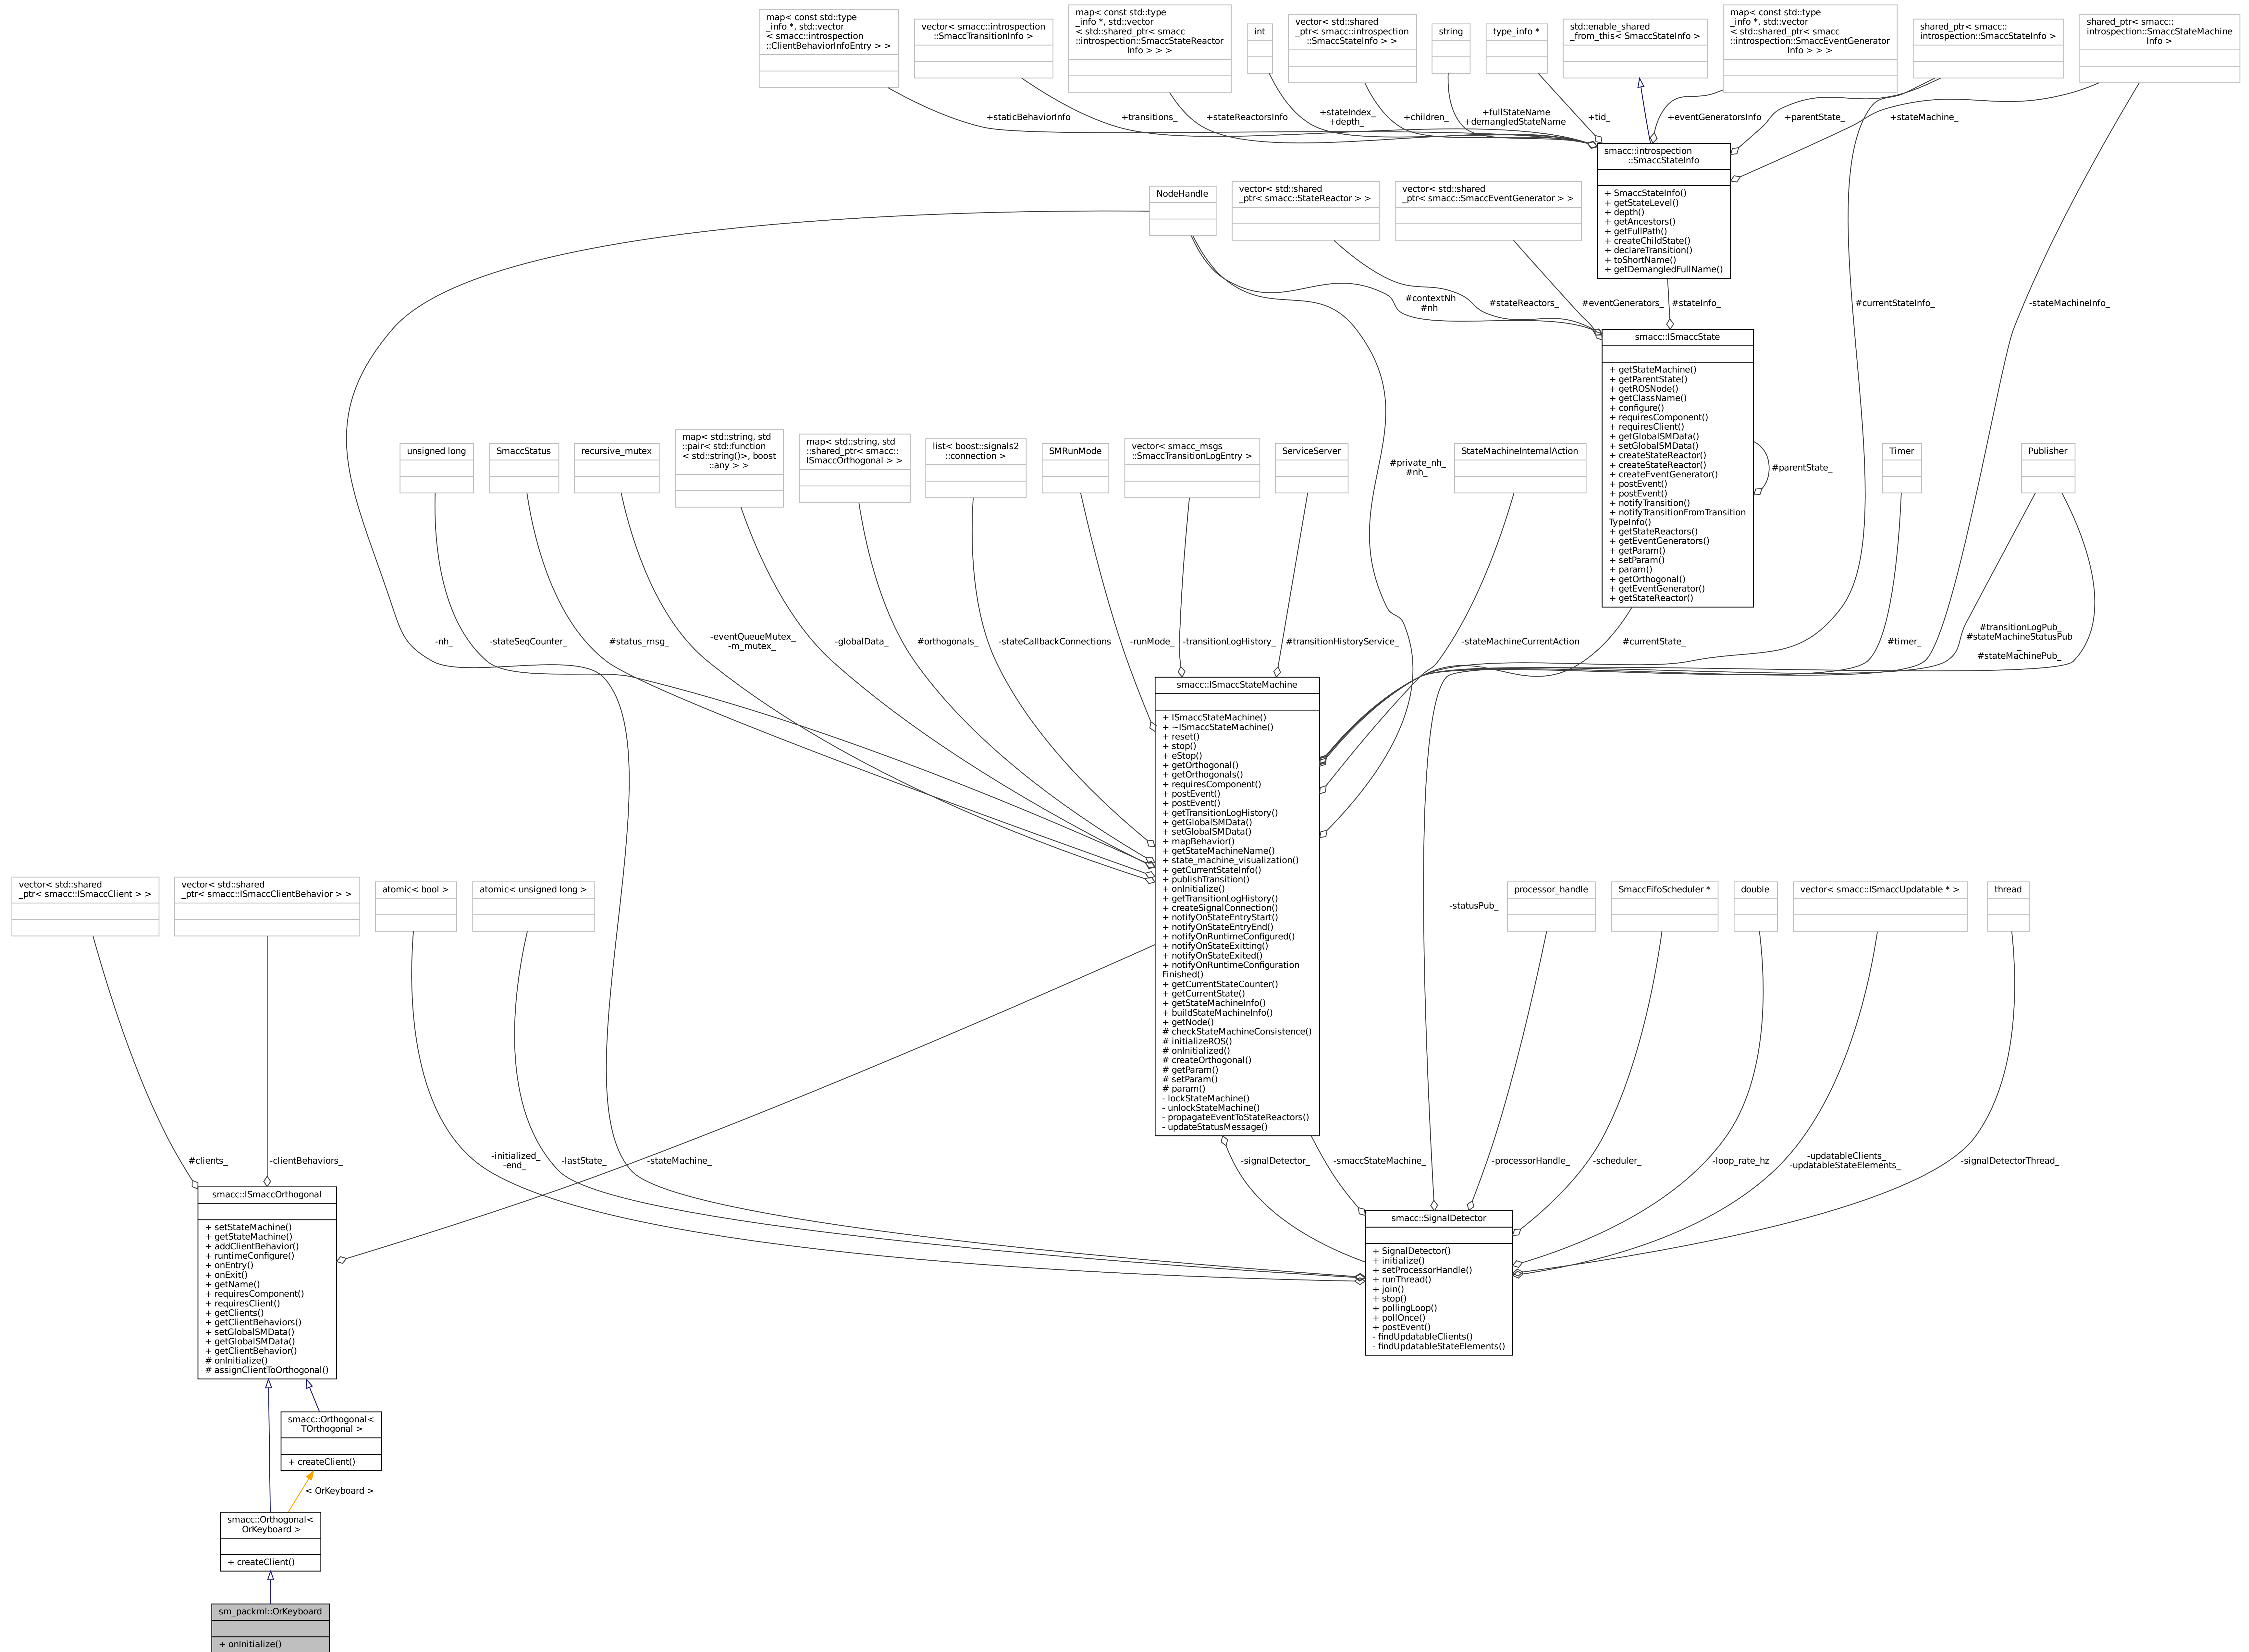 map< const std::type
_info *, std::vector
< smacc::introspection
::ClientBehaviorInfoEntry > >
vector< smacc::introspection
::SmaccTransitionInfo >
map< const std::type
_info *, std::vector
< std::shared_ptr< smacc
::introspection::SmaccStateReactor
Info > > >
int
vector< std::shared
_ptr< smacc::introspection
::SmaccStateInfo > >
string
type_info *
std::enable_shared
_from_this< SmaccStateInfo >
map< const std::type
_info *, std::vector
< std::shared_ptr< smacc
::introspection::SmaccEventGenerator
Info > > >
shared_ptr< smacc::
introspection::SmaccStateInfo >
shared_ptr< smacc::
introspection::SmaccStateMachine
Info >
+staticBehaviorInfo
+transitions_
+stateReactorsInfo
+stateIndex_
+depth_
+children_
+fullStateName
+demangledStateName
+tid_
+eventGeneratorsInfo
+parentState_
+stateMachine_
smacc::introspection
::SmaccStateInfo
+ SmaccStateInfo()
+ getStateLevel()
+ depth()
+ getAncestors()
+ getFullPath()
+ createChildState()
+ declareTransition()
+ toShortName()
+ getDemangledFullName()
NodeHandle
vector< std::shared
_ptr< smacc::StateReactor > >
vector< std::shared
_ptr< smacc::SmaccEventGenerator > >
#contextNh
#nh
#stateReactors_
#eventGenerators_
#stateInfo_
#currentStateInfo_
-stateMachineInfo_
smacc::ISmaccState
+ getStateMachine()
+ getParentState()
+ getROSNode()
+ getClassName()
+ configure()
+ requiresComponent()
+ requiresClient()
+ getGlobalSMData()
+ setGlobalSMData()
+ createStateReactor()
+ createStateReactor()
+ createEventGenerator()
+ postEvent()
+ postEvent()
+ notifyTransition()
+ notifyTransitionFromTransition
TypeInfo()
+ getStateReactors()
+ getEventGenerators()
+ getParam()
+ setParam()
+ param()
+ getOrthogonal()
+ getEventGenerator()
+ getStateReactor()
#parentState_
unsigned long
SmaccStatus
recursive_mutex
map< std::string, std
::pair< std::function
< std::string()>, boost
::any > >
map< std::string, std
::shared_ptr< smacc::
ISmaccOrthogonal > >
list< boost::signals2
::connection >
SMRunMode
vector< smacc_msgs
::SmaccTransitionLogEntry >
ServiceServer
#private_nh_
#nh_
StateMachineInternalAction
Timer
Publisher
-nh_
-stateSeqCounter_
#status_msg_
-eventQueueMutex_
-m_mutex_
-globalData_
#orthogonals_
-stateCallbackConnections
-runMode_
-transitionLogHistory_
#transitionHistoryService_
-stateMachineCurrentAction
#currentState_
#timer_
#transitionLogPub_
#stateMachineStatusPub
_
#stateMachinePub_
smacc::ISmaccStateMachine
+ ISmaccStateMachine()
+ ~ISmaccStateMachine()
+ reset()
+ stop()
+ eStop()
+ getOrthogonal()
+ getOrthogonals()
+ requiresComponent()
+ postEvent()
+ postEvent()
+ getTransitionLogHistory()
+ getGlobalSMData()
+ setGlobalSMData()
+ mapBehavior()
+ getStateMachineName()
+ state_machine_visualization()
+ getCurrentStateInfo()
+ publishTransition()
+ onInitialize()
+ getTransitionLogHistory()
+ createSignalConnection()
+ notifyOnStateEntryStart()
+ notifyOnStateEntryEnd()
+ notifyOnRuntimeConfigured()
+ notifyOnStateExitting()
+ notifyOnStateExited()
+ notifyOnRuntimeConfiguration
Finished()
+ getCurrentStateCounter()
+ getCurrentState()
+ getStateMachineInfo()
+ buildStateMachineInfo()
+ getNode()
# checkStateMachineConsistence()
# initializeROS()
# onInitialized()
# createOrthogonal()
# getParam()
# setParam()
# param()
- lockStateMachine()
- unlockStateMachine()
- propagateEventToStateReactors()
- updateStatusMessage()
vector< std::shared
_ptr< smacc::ISmaccClient > >
vector< std::shared
_ptr< smacc::ISmaccClientBehavior > >
atomic< bool >
atomic< unsigned long >
-statusPub_
processor_handle
SmaccFifoScheduler *
double
vector< smacc::ISmaccUpdatable * >
thread
#clients_
-clientBehaviors_
-initialized_
-end_
-lastState_
-stateMachine_
-signalDetector_
-smaccStateMachine_
-processorHandle_
-scheduler_
-loop_rate_hz
-updatableClients_
-updatableStateElements_
-signalDetectorThread_
smacc::ISmaccOrthogonal
+ setStateMachine()
+ getStateMachine()
+ addClientBehavior()
+ runtimeConfigure()
+ onEntry()
+ onExit()
+ getName()
+ requiresComponent()
+ requiresClient()
+ getClients()
+ getClientBehaviors()
+ setGlobalSMData()
+ getGlobalSMData()
+ getClientBehavior()
# onInitialize()
# assignClientToOrthogonal()
smacc::SignalDetector
+ SignalDetector()
+ initialize()
+ setProcessorHandle()
+ runThread()
+ join()
+ stop()
+ pollingLoop()
+ pollOnce()
+ postEvent()
- findUpdatableClients()
- findUpdatableStateElements()
smacc::Orthogonal<
TOrthogonal >
+ createClient()
< OrKeyboard >
smacc::Orthogonal<
OrKeyboard >
+ createClient()
sm_packml::OrKeyboard
+ onInitialize()